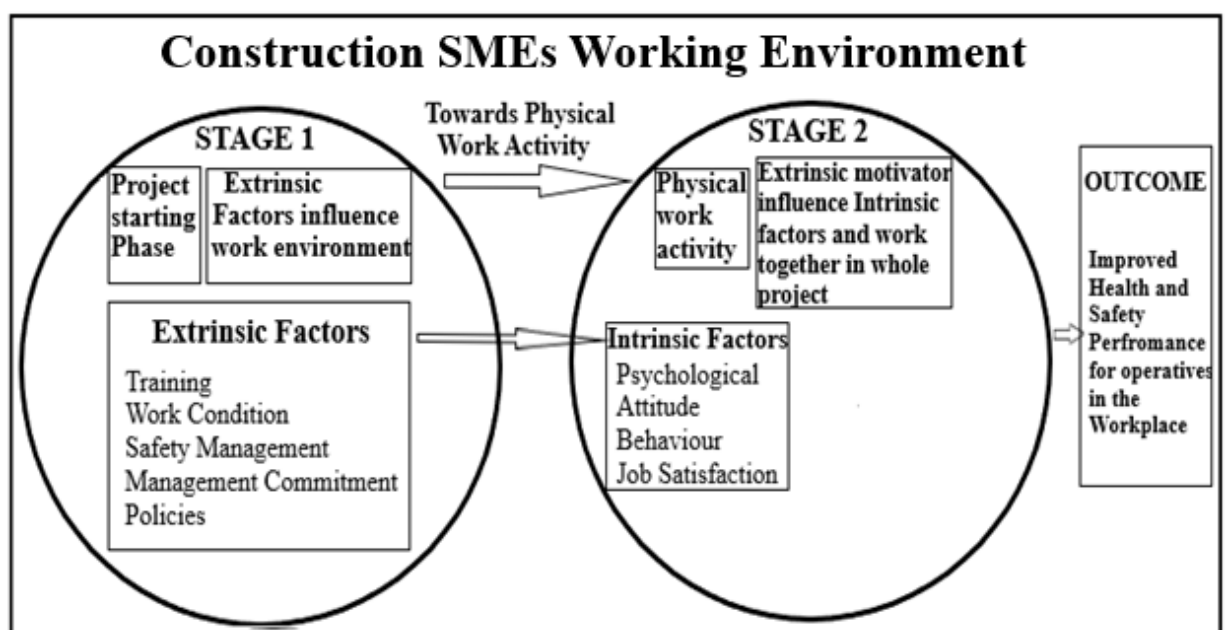 Construction SMEs Working Environment
STAGE 1
Project
starting
Phase
Extrinsic
Factors influence
work environment
Extrinsic Factors
Training
Work Condition
Safety Management
Management Commitment
Policies
Towards Physical
Work Activity
STAGE 2
Physical
work
activity
Extrinsic motivator
influence Intrinsic
factors and work
together in whole
project
Intrinsic Factors
Psychological
Attitude
Behaviour
Job Satisfaction
OUTCOME
Improved
Health and
Safety
Perfromance
for operatives
in the
Workplace